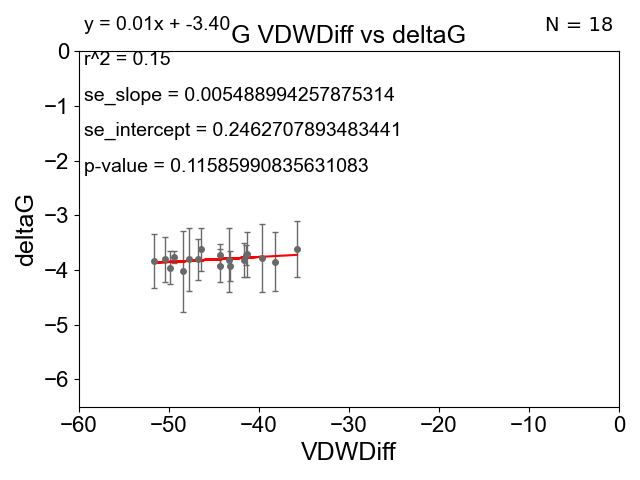 y = 0.01x + -3.40
N = 18
G VDWDiff vs deltaG
r^2 = 0.15
se_slope = 0.005488994257875314
se_intercept = 0.2462707893483441
p-value = 0.11585990835631083
0
−1
−2
−3
−4
−5
−6
deltaG
−60 −50 −40 −30 −20 −10 0
VDWDiff